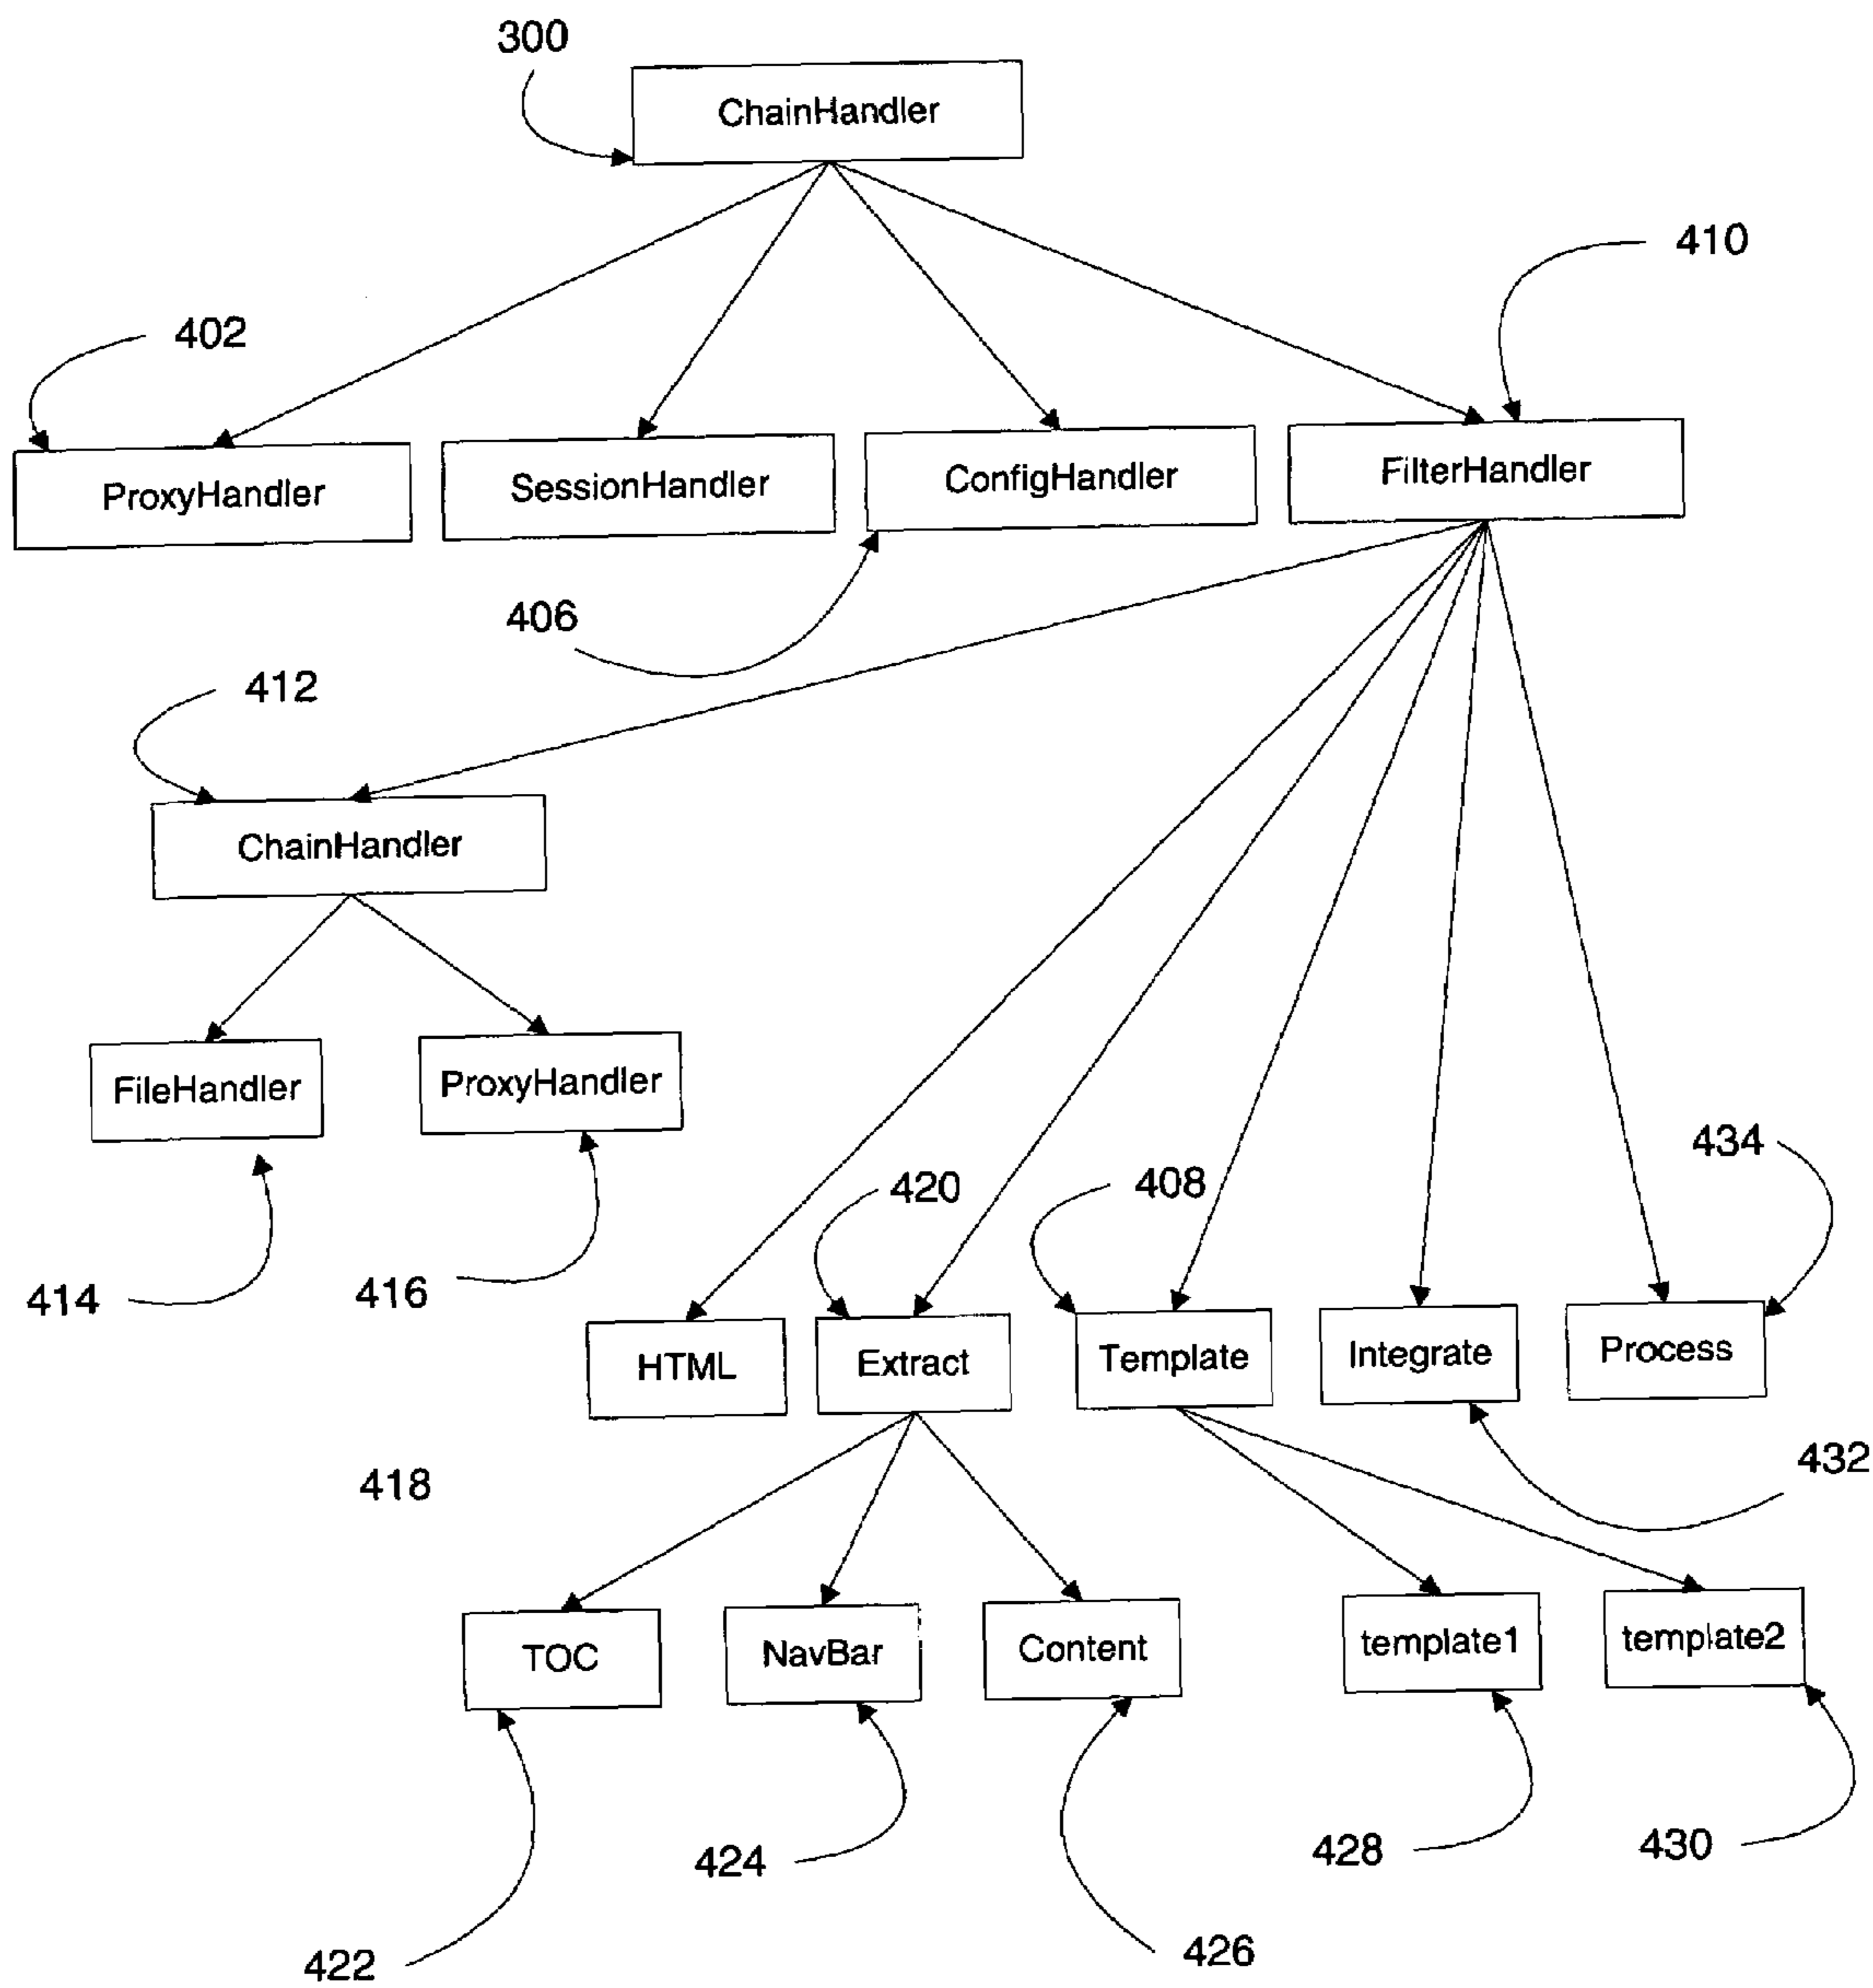 300
ChainHandler
410
402
ProxyHandler
SessionHandler
ConfigHandler
FilterHandler
406
412
ChainHandler
FileHandler
ProxyHandler
434
420
408
414
416
HTML
Extract
Template
Integrate
Process
418
432
TOC
NavBar
Content
template1
template2
424
428
430
422
426